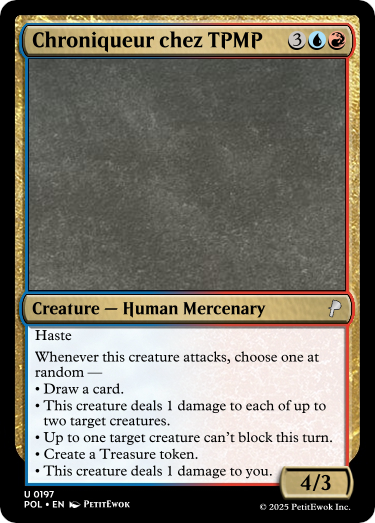 Chroniqueur chez TPMP 3
Creature — Human Mercenary
Haste
Whenever this creature attacks, choose one at
random —
• Draw a card.
• This creature deals 1 damage to each of up to
two target creatures.
• Up to one target creature can't block this turn.
• Create a Treasure token.
• This creature deals 1 damage to you.
4/3
U 0197
POL • EN PetitEwok
© 2025 PetitEwok Inc.